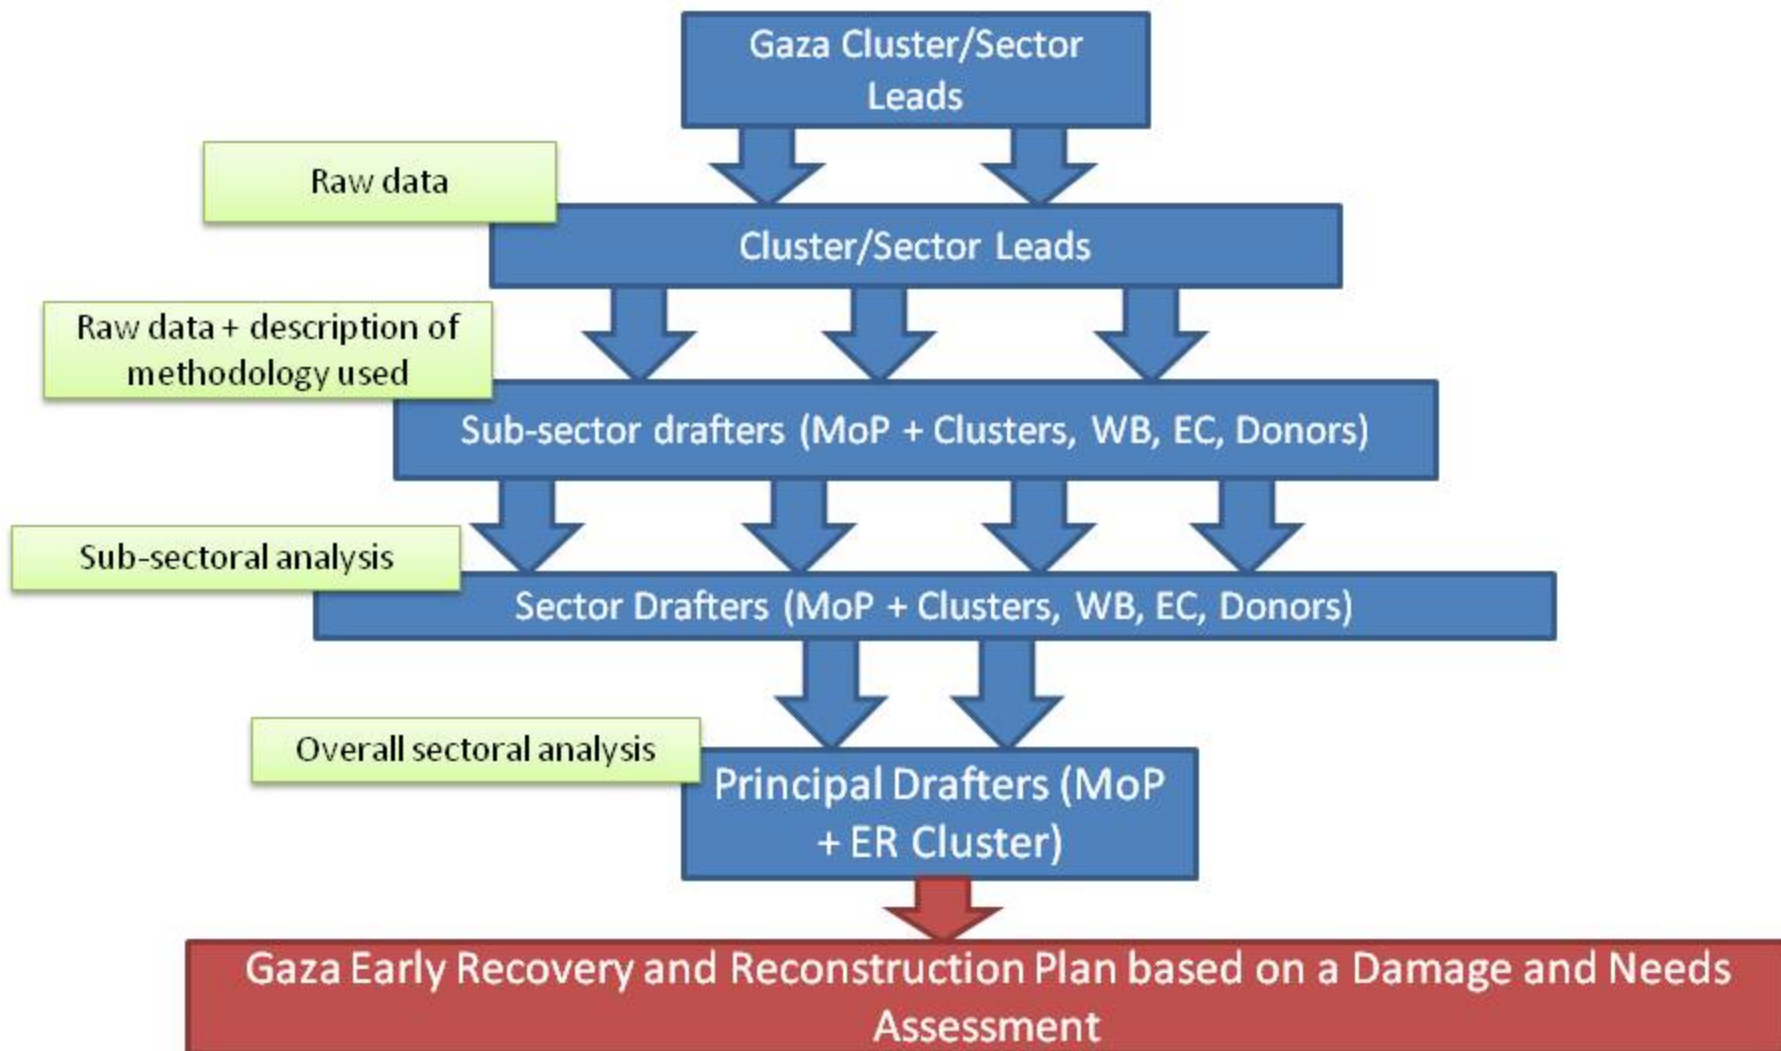 Gaza Cluster/Sector
Leads
Raw data
Cluster/Sector Leads
Raw data + description of
methodology used
Sub-sector drafters (MoP + Clusters, WB, EC, Donors)
Sub-sectoral analysis
Sector Drafters (MoP + Clusters, WB, EC, Donors)
Overall sectoral analysis
Principal Drafters (MoP
+ ER Cluster)
Gaza Early Recovery and Reconstruction Plan based on a Damage and Needs
Assessment